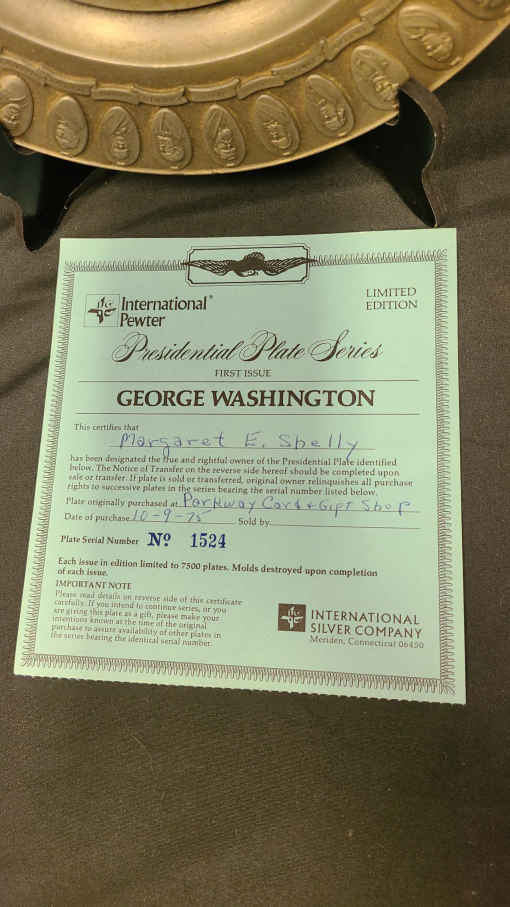 International®
Pewter
LIMITED
EDITION
Presidential Plate Series
FIRST ISSUE
GEORGE WASHINGTON
This certifies that
Margaret E. Shelly
has been designated the true and rightful owner of the Presidential Plate identified
below. The Notice of Transfer on the reverse side hereof should be completed upon
sale or transfer. If plate is sold or transferred, original owner relinquishes all purchase
rights to successive plates in the series bearing the serial number listed below.
Plate originally purchased at Parkway Card + Gift Shop
Date of purchase 10-9-75 Sold by
Plate Serial Number Nº 1524
Each issue in edition limited to 7500 plates. Molds destroyed upon completion
of each issue.
IMPORTANT NOTE
Please read details on reverse side of this certificate
carefully. If you intend to continue series, or you
are giving this plate as a gift, please make your
intentions known at the time of the original
purchase to assure availability of other plates in
the series bearing the identical serial number.
INTERNATIONAL
SILVER COMPANY
Meriden, Connecticut 06450